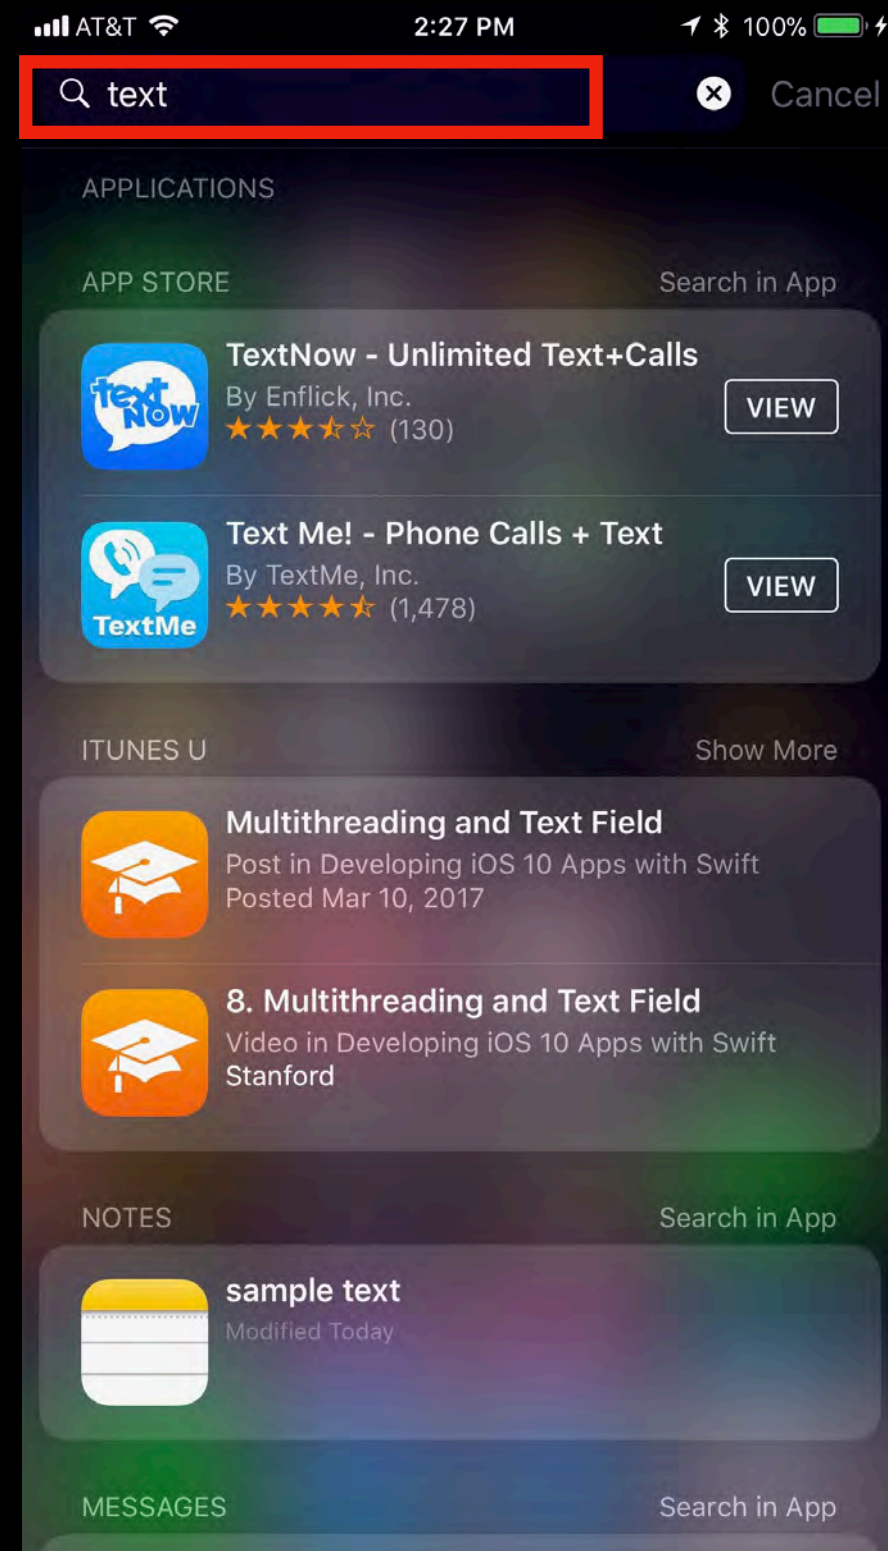 AT&T 2:27 PM 100%
text Cancel
APPLICATIONS
APP STORE Search in App
TextNow - Unlimited Text+Calls
By Enflick, Inc.
(130)
VIEW
text
NOW
Text Me! - Phone Calls + Text
By TextMe, Inc.
(1,478)
VIEW
TextMe
ITUNES U Show More
Multithreading and Text Field
Post in Developing iOS 10 Apps with Swift
Posted Mar 10, 2017
8. Multithreading and Text Field
Video in Developing iOS 10 Apps with Swift
Stanford
NOTES Search in App
sample text
Modified Today
MESSAGES Search in App